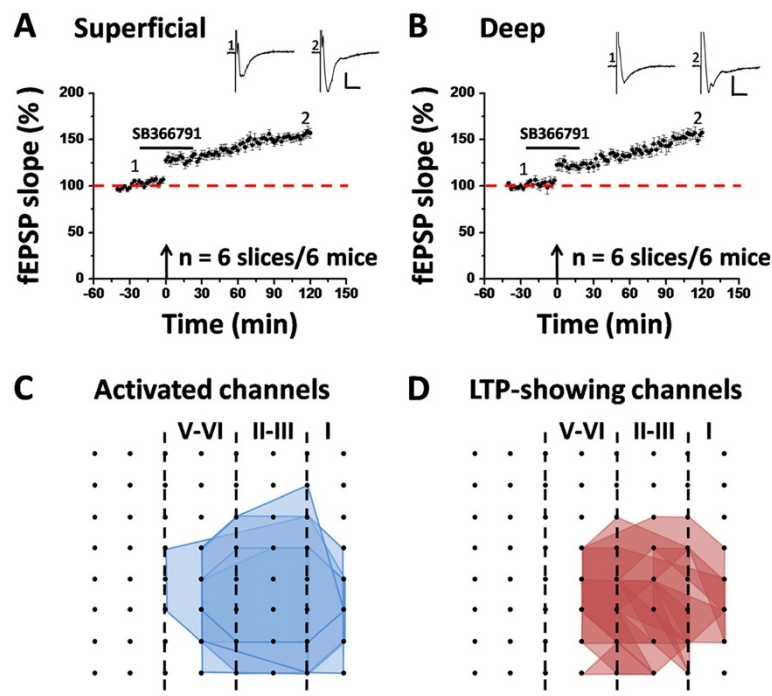 A Superficial
1 2
200
150
100
50
0
fEPSP slope (%)
SB366791
1
2
n = 6 slices/6 mice
-60 -30 0 30 60 90 120 150
Time (min)
B Deep
1 2
200
150
100
50
0
fEPSP slope (%)
SB366791
1
2
n = 6 slices/6 mice
-60 -30 0 30 60 90 120 150
Time (min)
C Activated channels
V-VI II-III I
D LTP-showing channels
V-VI II-III I